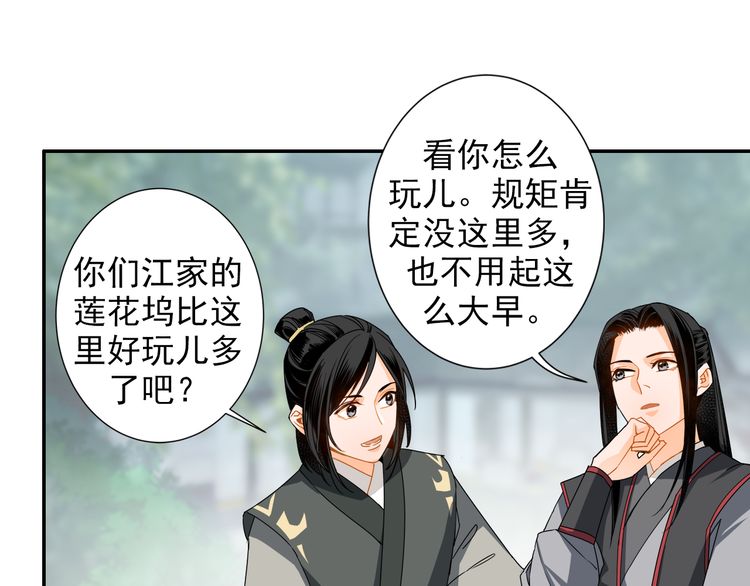 你们江家的
莲花坞比这
里好玩儿多
了吧？
看你怎么
玩儿。规矩肯
定没这里多，
也不用起这
么大早。